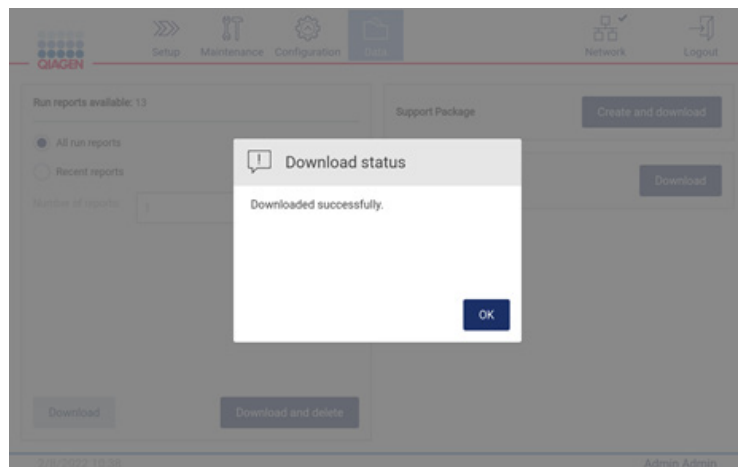 QIAGEN
Setup
Maintenance
Configuration
Data
Network
Logout
Run reports available: 13
All run reports
Recent reports
Number of reports
1
Download
Download and delete
Support Package
Create and download
Download
Download status
Downloaded successfully.
OK
Admin Admin